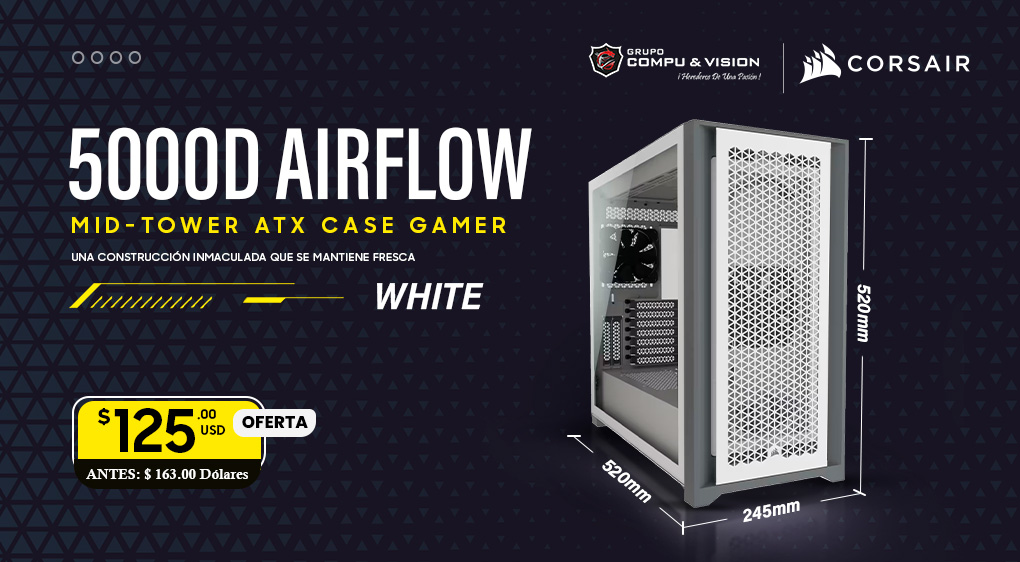 GRUPO
COMPU & VISION
¡Herederos De Una Pasión!
CORSAIR
5000D AIRFLOW
MID-TOWER ATX CASE GAMER
UNA CONSTRUCCIÓN INMACULADA QUE SE MANTIENE FRESCA
WHITE
$125.00 USD
OFERTA
ANTES: $ 163.00 Dólares
520mm
520mm
245mm